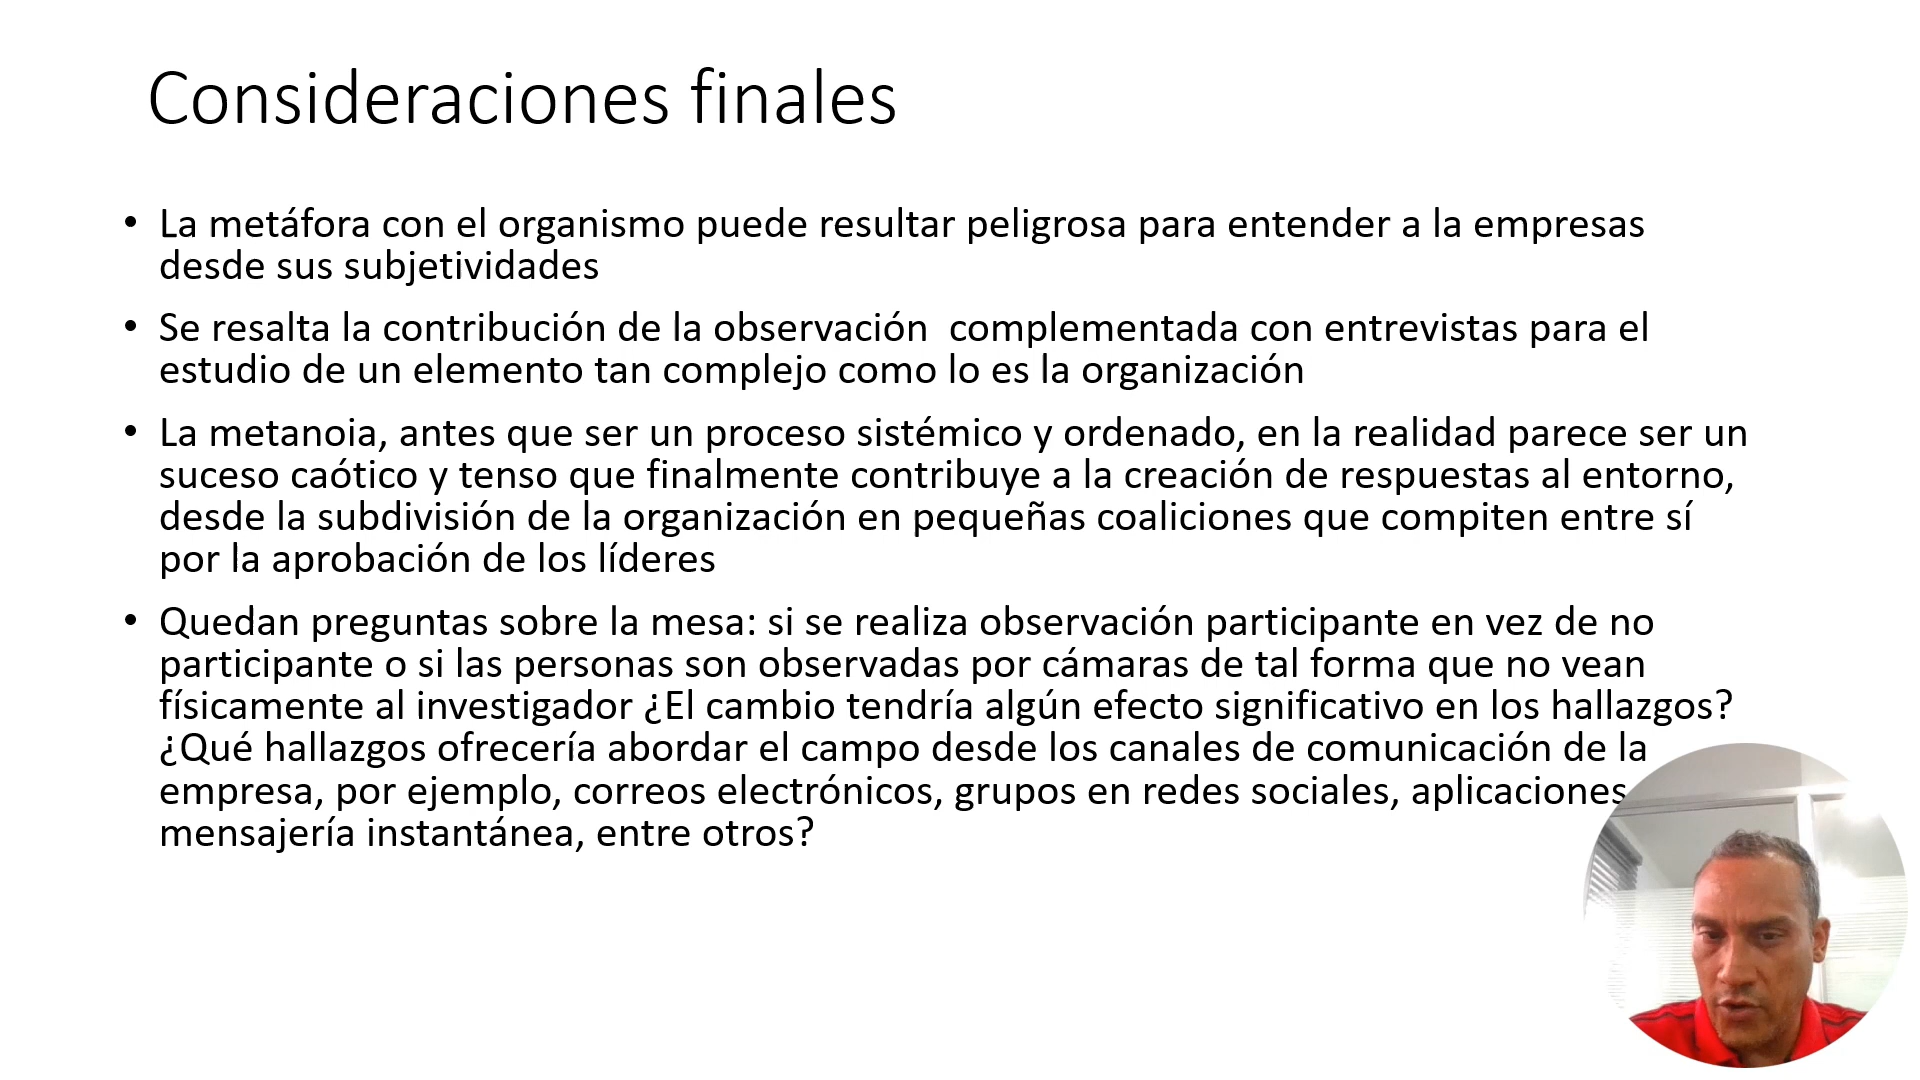 Consideraciones finales
• La metáfora con el organismo puede resultar peligrosa para entender a la empresas
desde sus subjetividades
• Se resalta la contribución de la observación  complementada con entrevistas para el
estudio de un elemento tan complejo como lo es la organización
• La metanoia, antes que ser un proceso sistémico y ordenado, en la realidad parece ser un
suceso caótico y tenso que finalmente contribuye a la creación de respuestas al entorno,
desde la subdivisión de la organización en pequeñas coaliciones que compiten entre sí
por la aprobación de los líderes
• Quedan preguntas sobre la mesa: si se realiza observación participante en vez de no
participante o si las personas son observadas por cámaras de tal forma que no vean
físicamente al investigador ¿El cambio tendría algún efecto significativo en los hallazgos?
¿Qué hallazgos ofrecería abordar el campo desde los canales de comunicación de la
empresa, por ejemplo, correos electrónicos, grupos en redes sociales, aplicaciones
mensajería instantánea, entre otros?